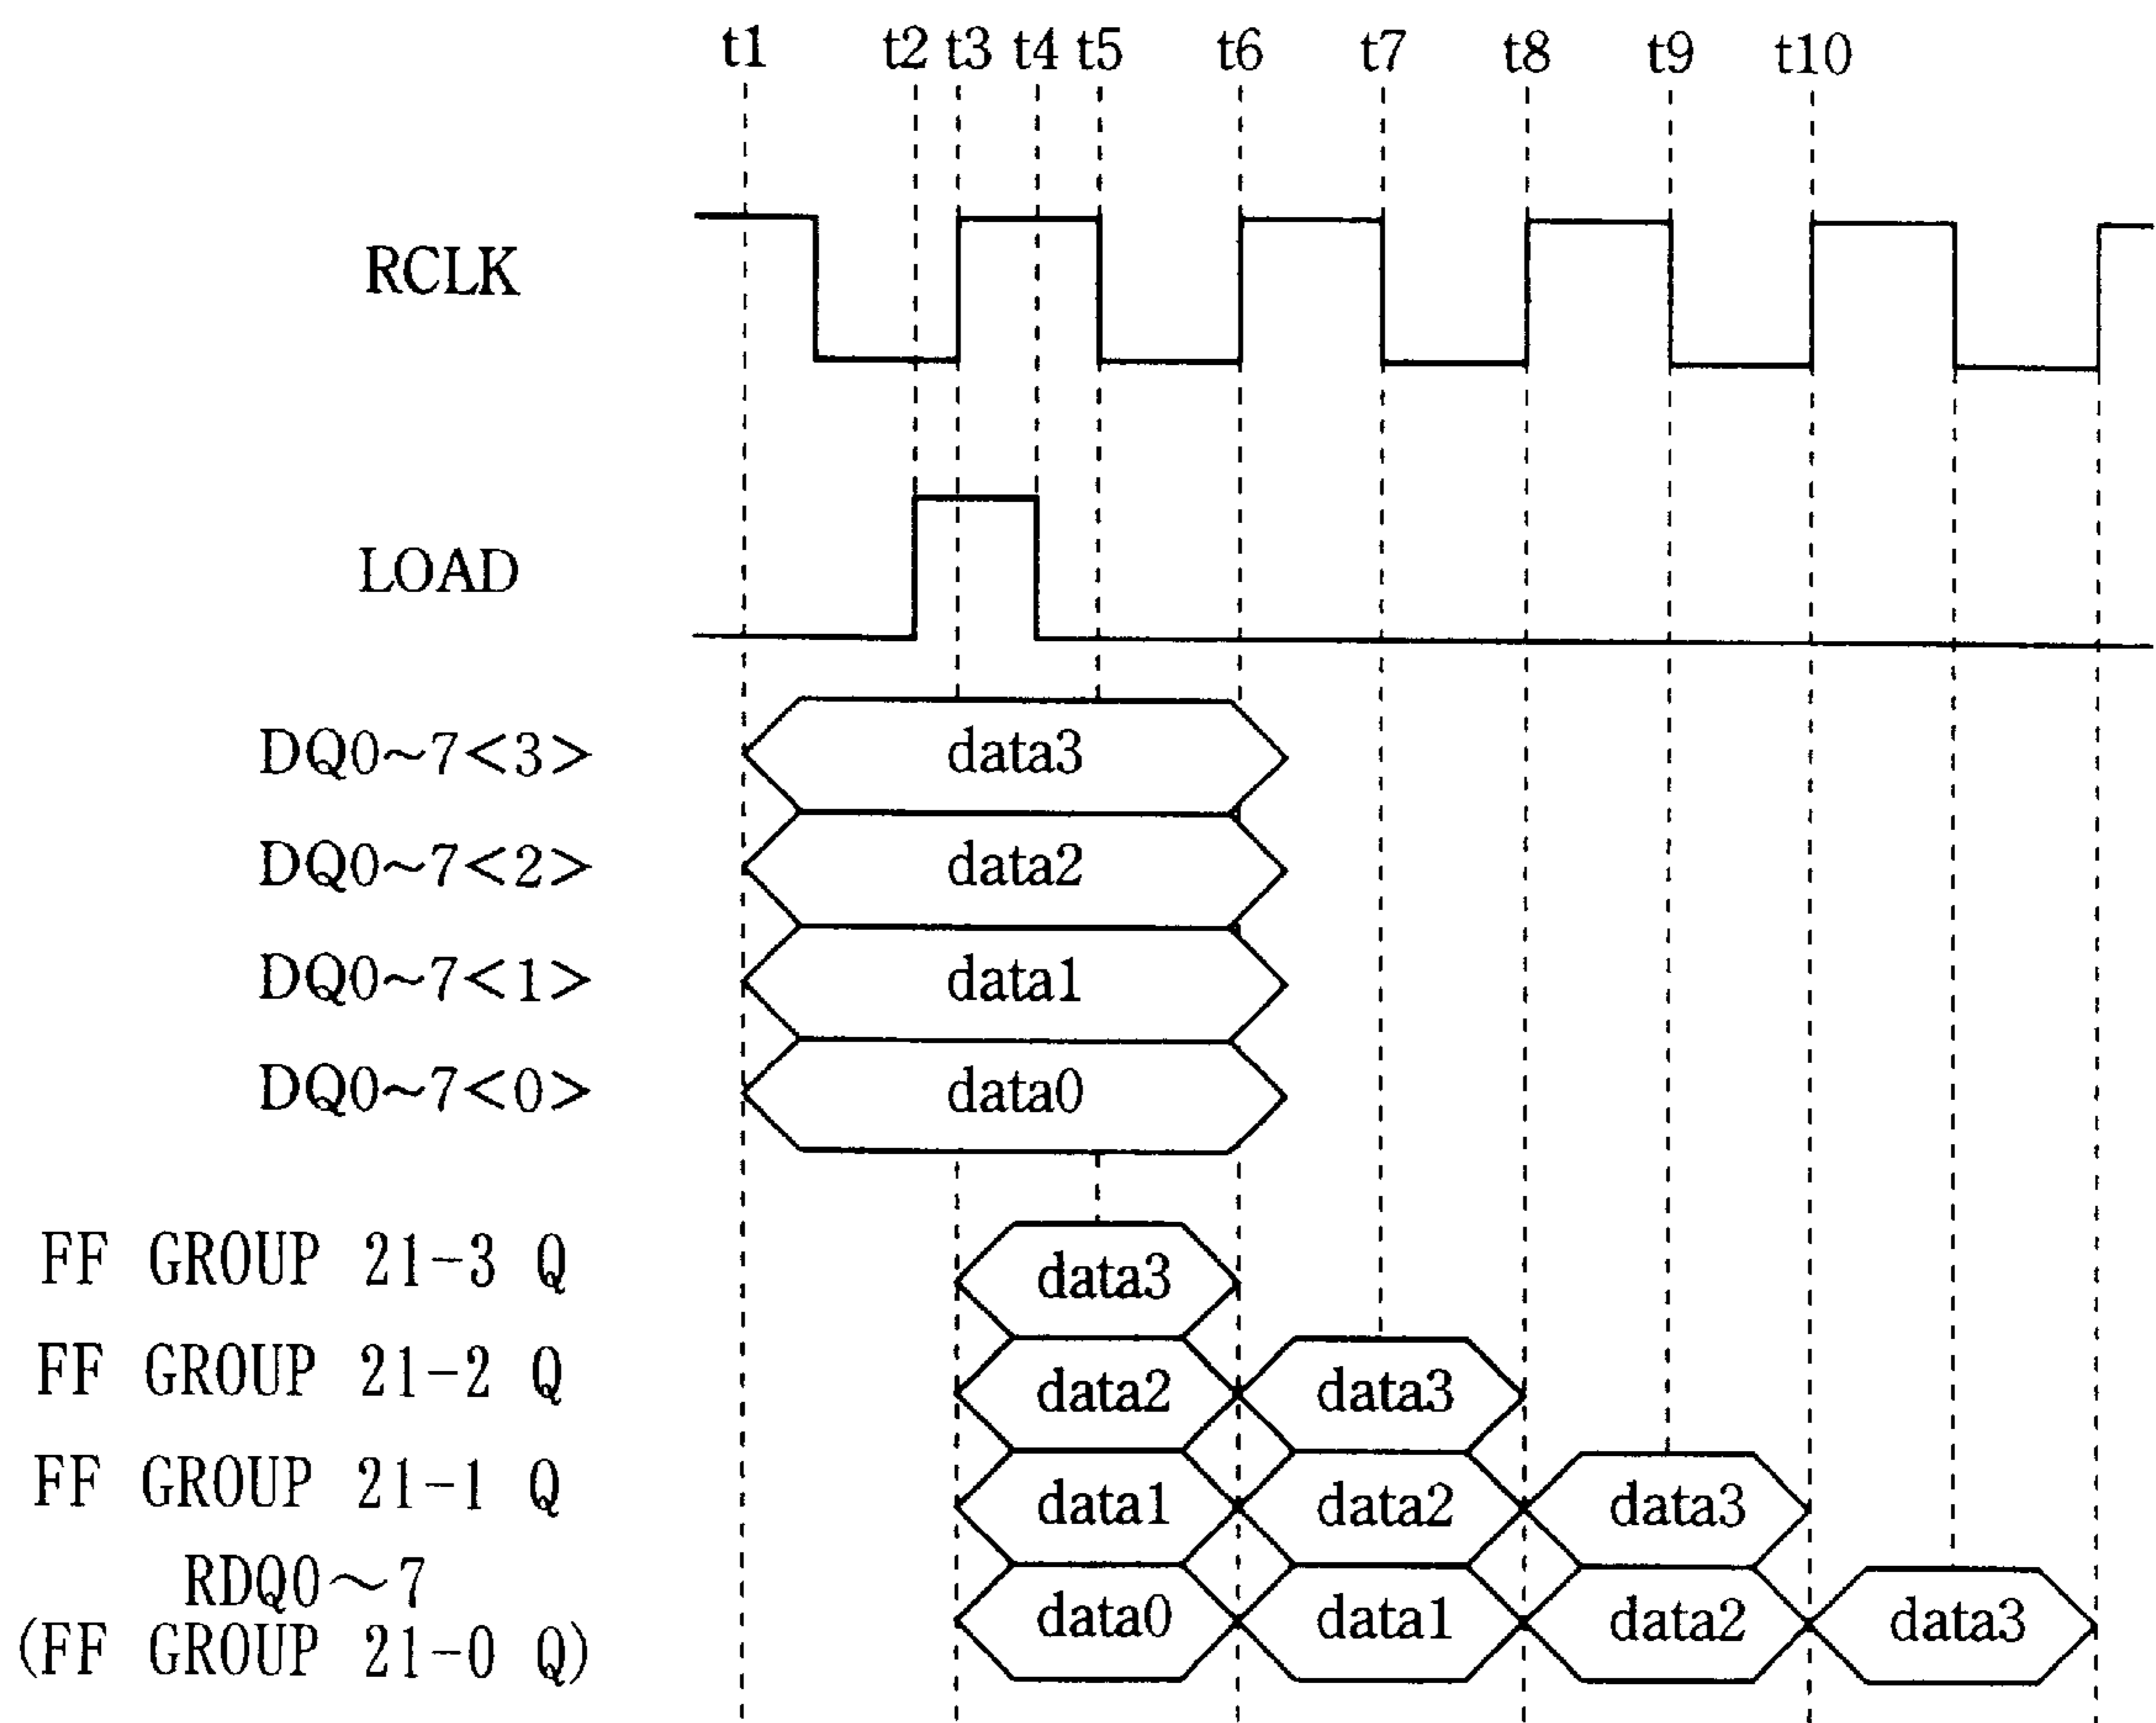 t1 t2 t3 t4 t5 t6 t7 t8 t9 t10
RCLK
LOAD
DQ0~7<3> data3
DQ0~7<2> data2
DQ0~7<1> data1
DQ0~7<0> data0
FF GROUP 21-3 Q data3
FF GROUP 21-2 Q data2 data3
FF GROUP 21-1 Q data1 data2 data3
RDQ0~7
(FF GROUP 21-0 Q) data0 data1 data2 data3